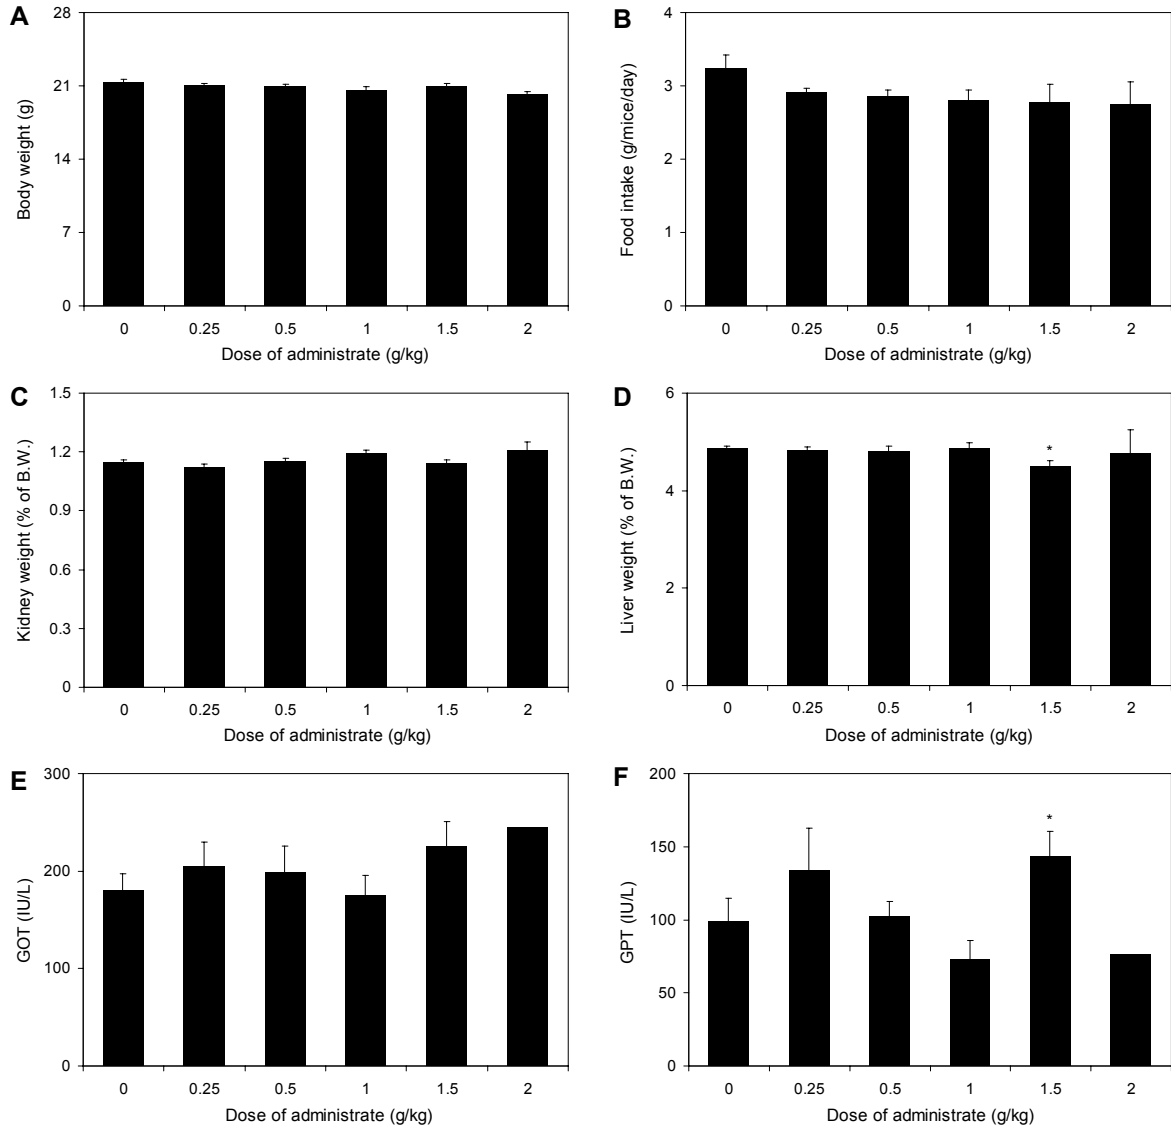 A
28
21
14
7
0
Body weight (g)
0 0.25 0.5 1 1.5 2
Dose of administrate (g/kg)
B
4
3
2
1
0
Food intake (g/mice/day)
0 0.25 0.5 1 1.5 2
Dose of administrate (g/kg)
C
1.5
1.2
0.9
0.6
0.3
0
Kidney weight (% of B.W.)
0 0.25 0.5 1 1.5 2
Dose of administrate (g/kg)
D
6
4
2
0
Liver weight (% of B.W.)
*
0 0.25 0.5 1 1.5 2
Dose of administrate (g/kg)
E
300
200
100
0
GOT (IU/L)
0 0.25 0.5 1 1.5 2
Dose of administrate (g/kg)
F
200
150
100
50
0
GPT (IU/L)
*
0 0.25 0.5 1 1.5 2
Dose of administrate (g/kg)